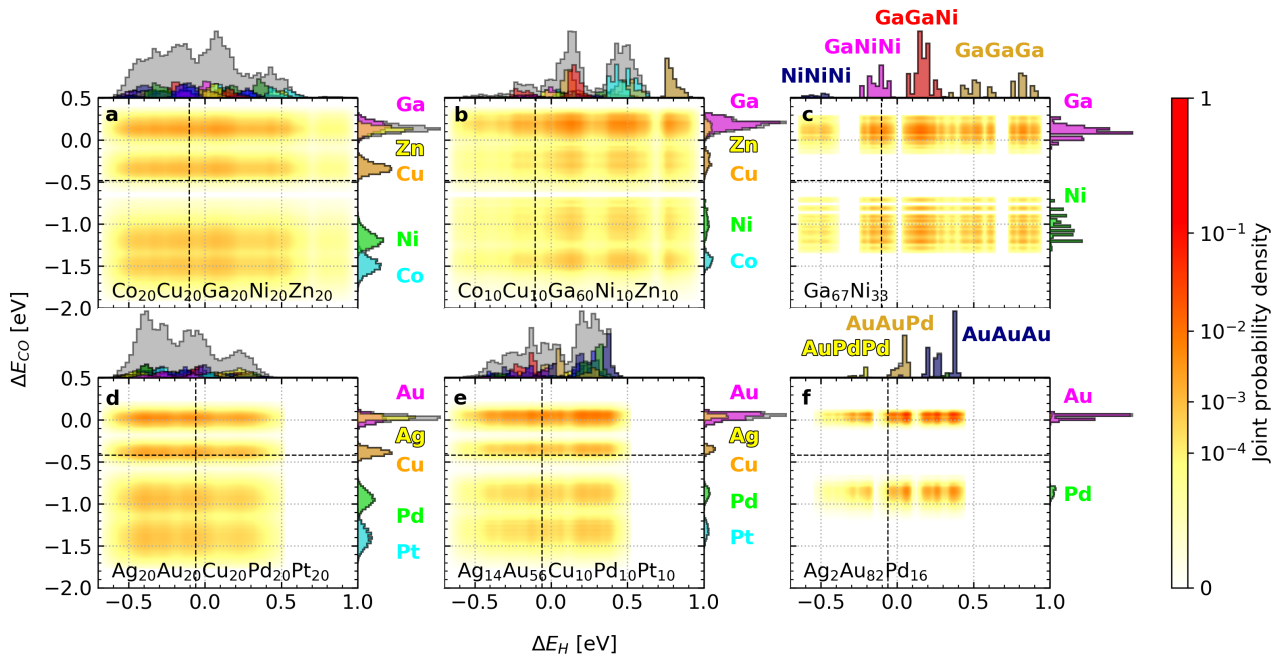 GaGaNi
GaNiNi
GaGaGa
NiNiNi
a
b
c
Ga
Zn
Cu
Ni
Co
Ga
Cu
Ni
Co
Ga
Ni
0.5
0.0
−0.5
−1.0
−1.5
−2.0
Co₂₀Cu₂₀Ga₂₀Ni₂₀Zn₂₀
Co₁₀Cu₁₀Ga₆₀Ni₁₀Zn₁₀
Ga₆₇Ni₃₃
Zn
AuAuPd
AuAuAu
AuPdPd
d
e
f
Au
Ag
Cu
Pd
Pt
Au
Ag
Cu
Pd
Pt
Au
Pd
0.5
0.0
−0.5
−1.0
−1.5
−2.0
Ag₂₀Au₂₀Cu₂₀Pd₂₀Pt₂₀
Ag₁₄Au₅₆Cu₁₀Pd₁₀Pt₁₀
Ag₂Au₈₂Pd₁₆
−0.5 0.0 0.5 1.0
−0.5 0.0 0.5 1.0
−0.5 0.0 0.5 1.0
ΔE_H [eV]
ΔE_CO [eV]
1
10⁻¹
10⁻²
10⁻³
10⁻⁴
0
Joint probability density